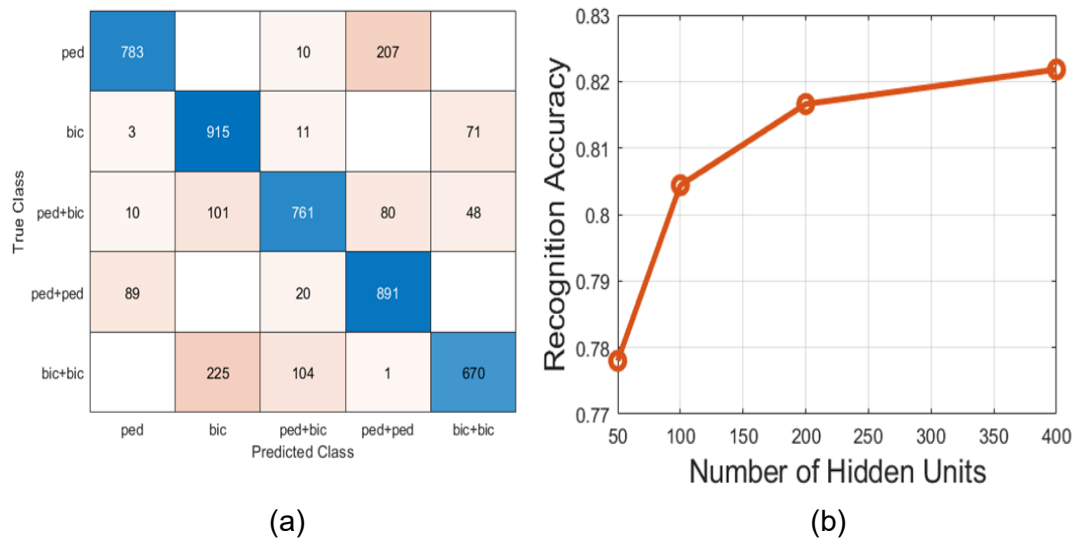 True Class
ped 783 10 207
bic 3 915 11 71
ped+bic 10 101 761 80 48
ped+ped 89 20 891
bic+bic 225 104 1 670
ped bic ped+bic ped+ped bic+bic
Predicted Class
(a)
Recognition Accuracy
0.83
0.82
0.81
0.8
0.79
0.78
0.77
50 100 150 200 250 300 350 400
Number of Hidden Units
(b)